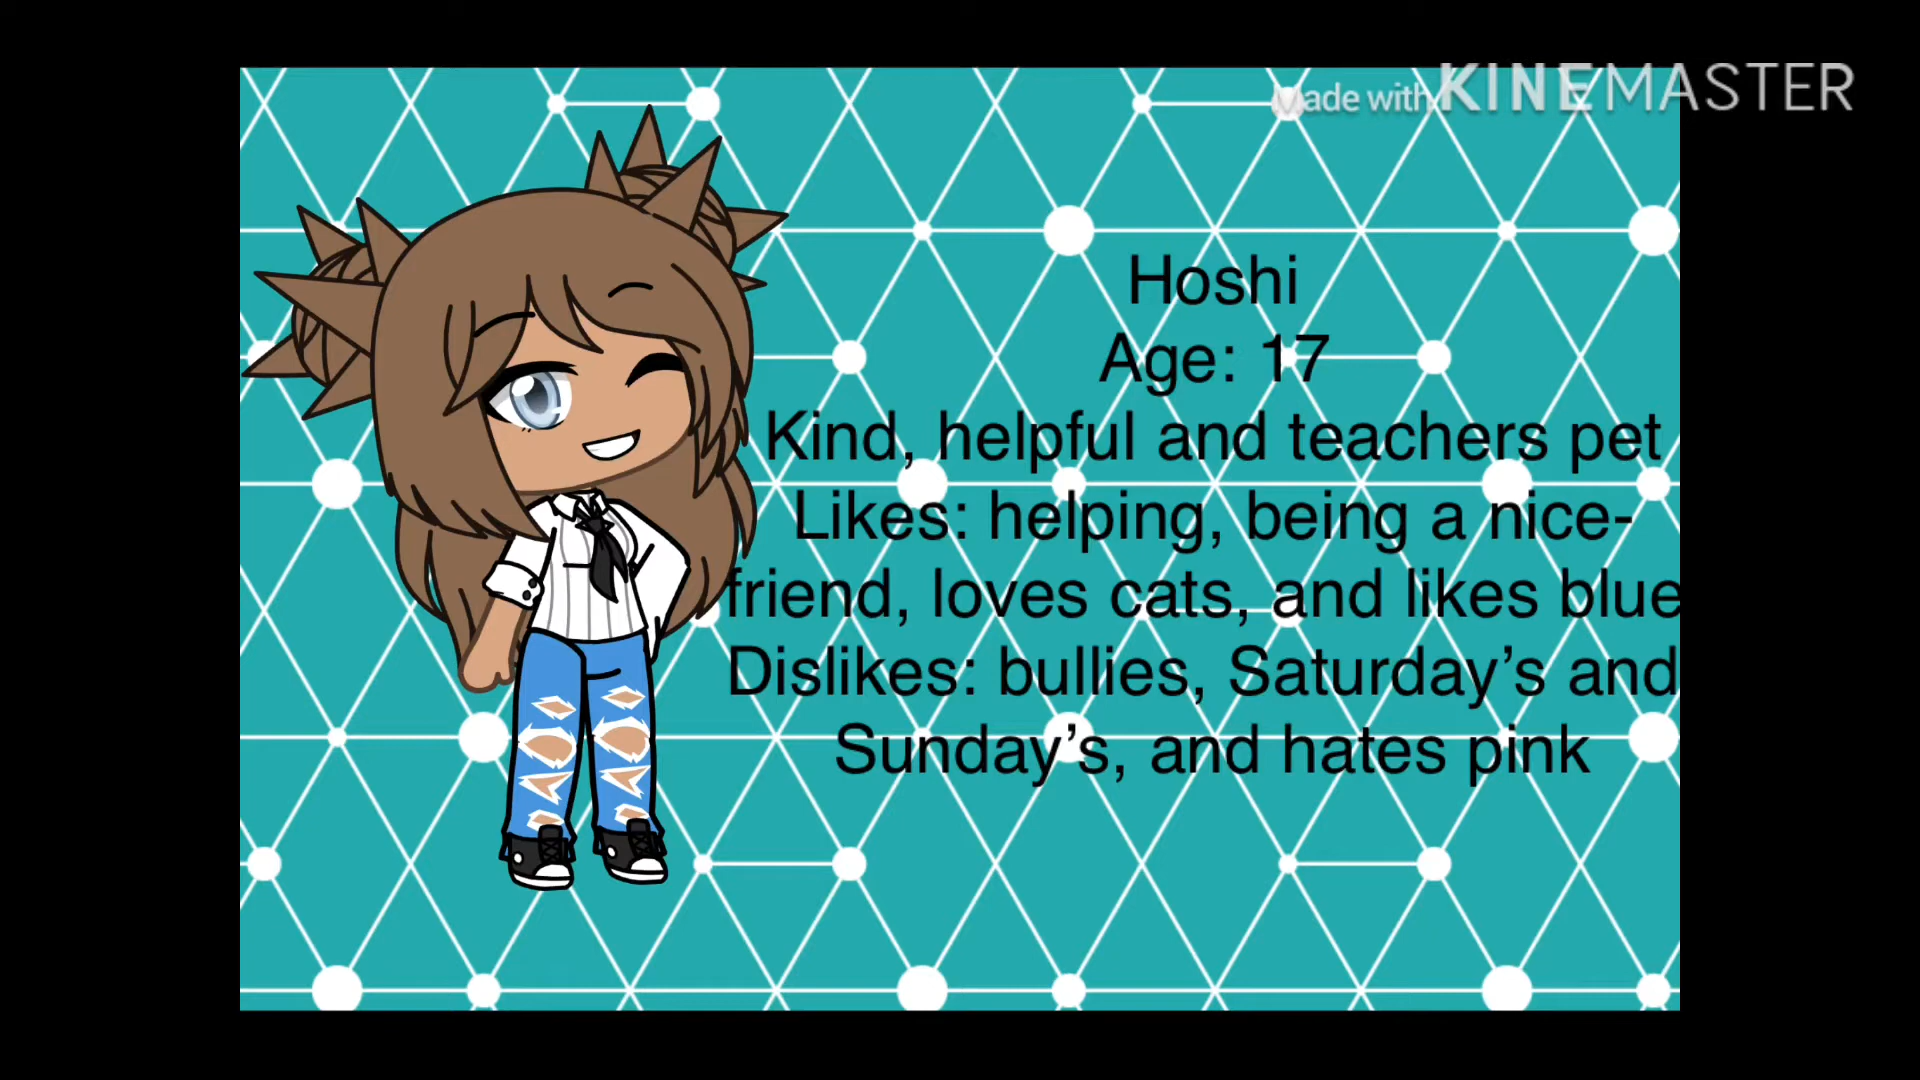 Made with KINEMASTER
Hoshi
Age: 17
Kind, helpful and teachers pet
Likes: helping, being a nice-
friend, loves cats, and likes blue
Dislikes: bullies, Saturday’s and
Sunday’s, and hates pink